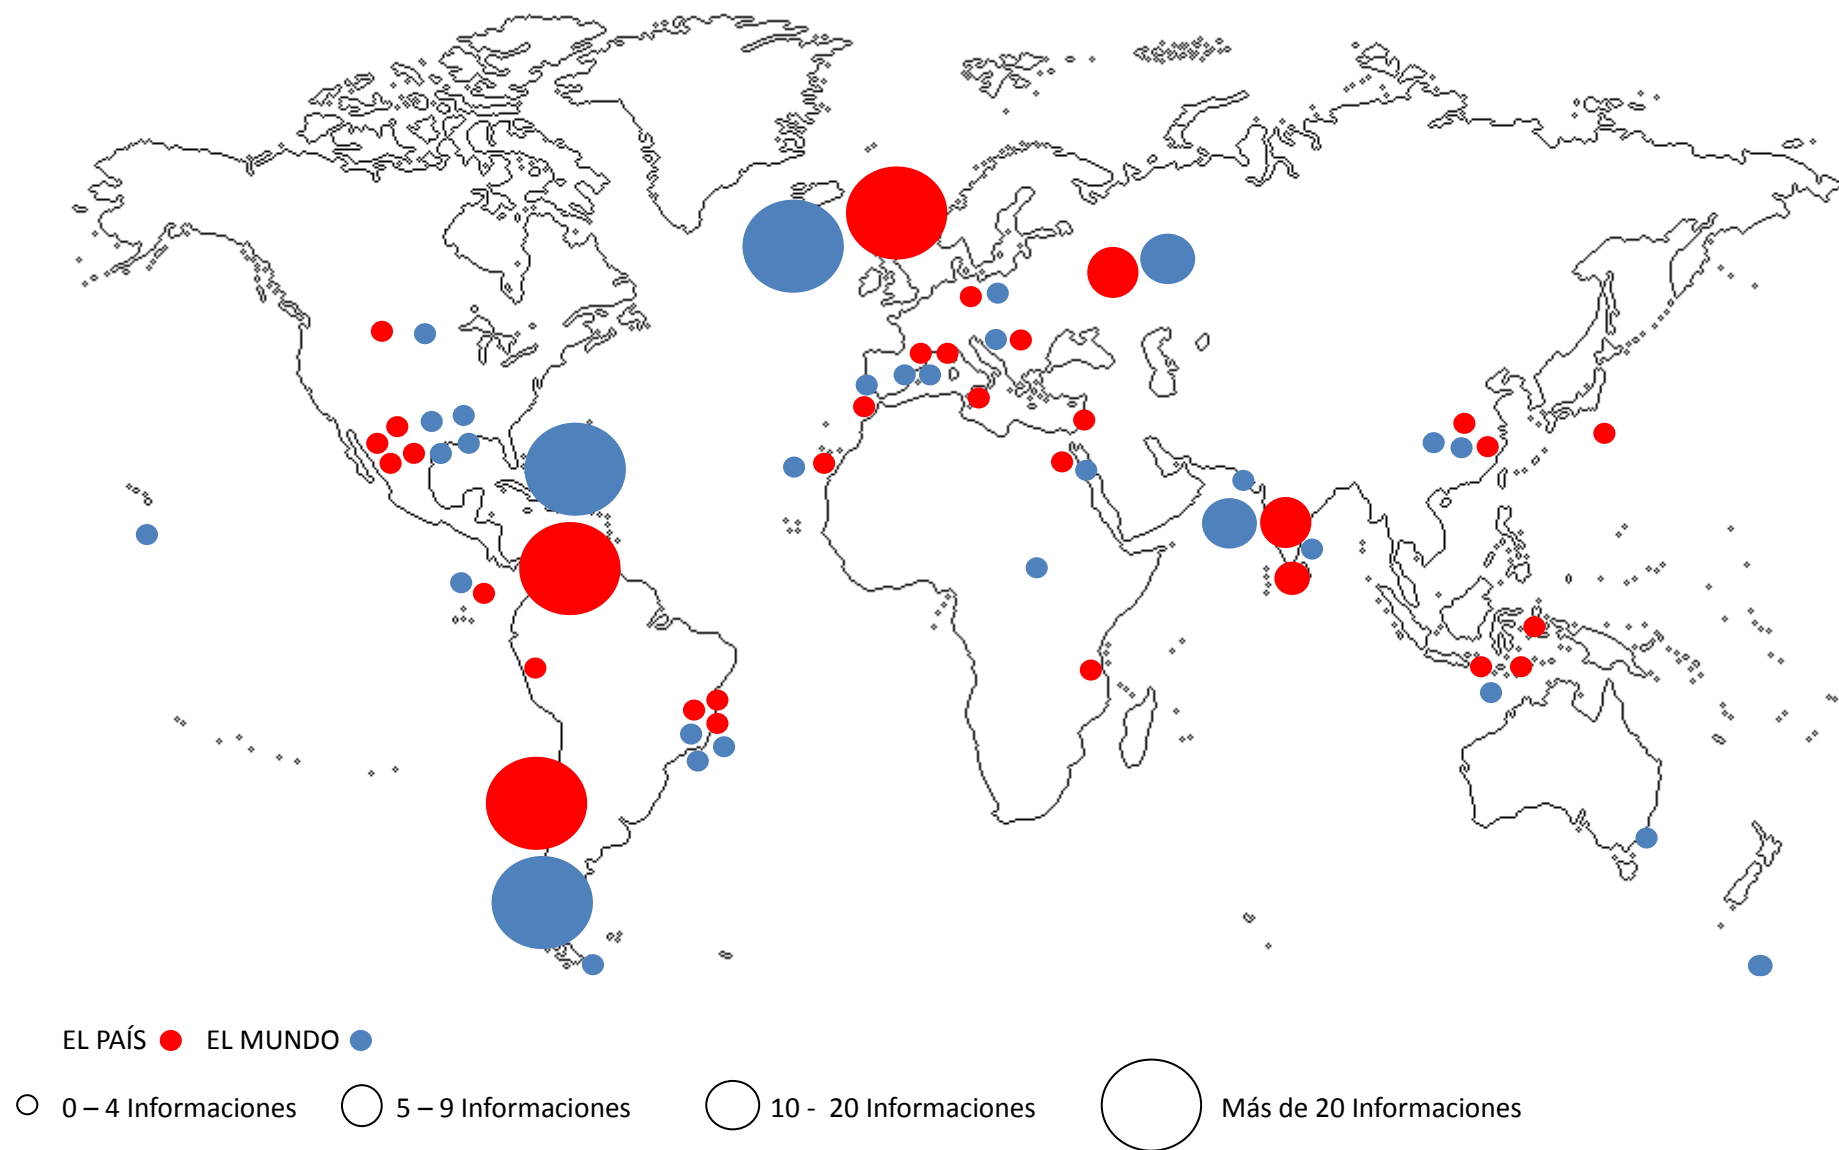 EL PAÍS EL MUNDO
0 – 4 Informaciones 5 – 9 Informaciones 10 - 20 Informaciones Más de 20 Informaciones